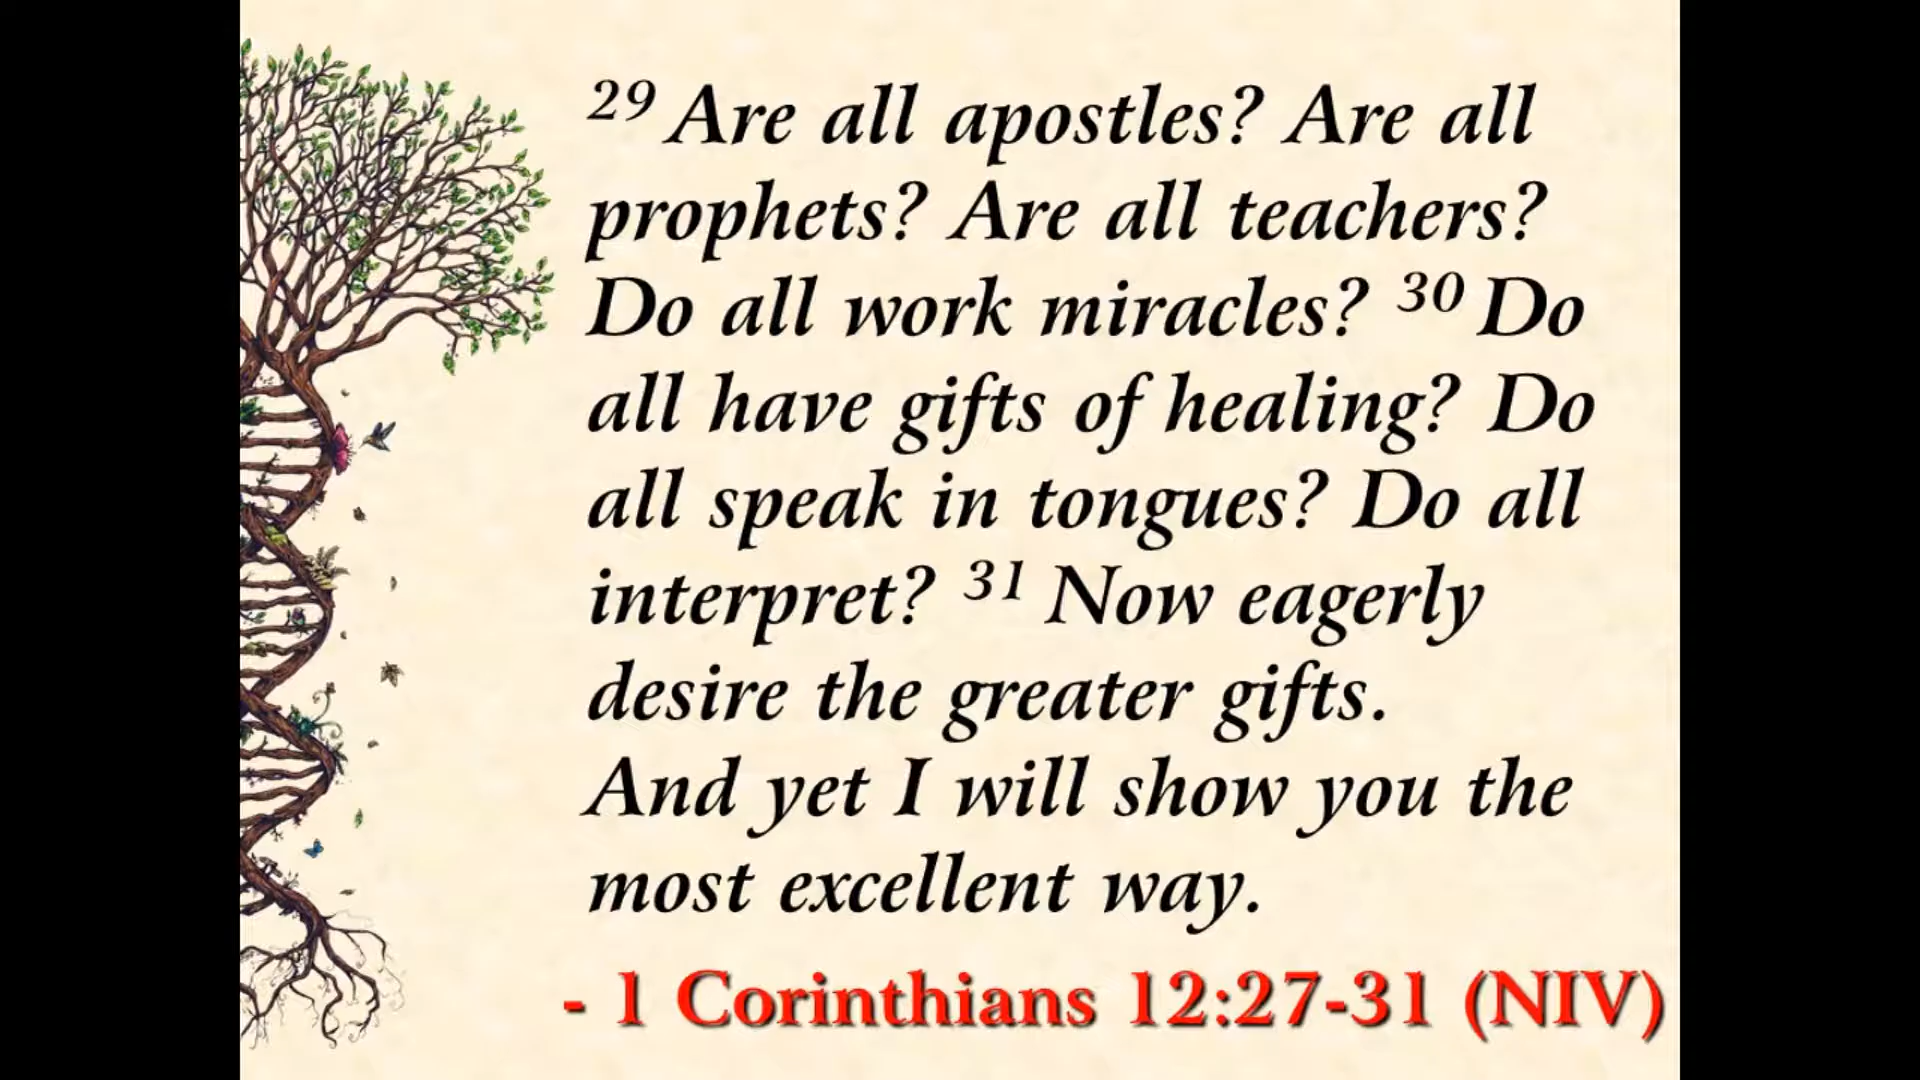 29 Are all apostles? Are all
prophets? Are all teachers?
Do all work miracles? 30 Do
all have gifts of healing? Do
all speak in tongues? Do all
interpret? 31 Now eagerly
desire the greater gifts.
And yet I will show you the
most excellent way.
- 1 Corinthians 12:27-31 (NIV)